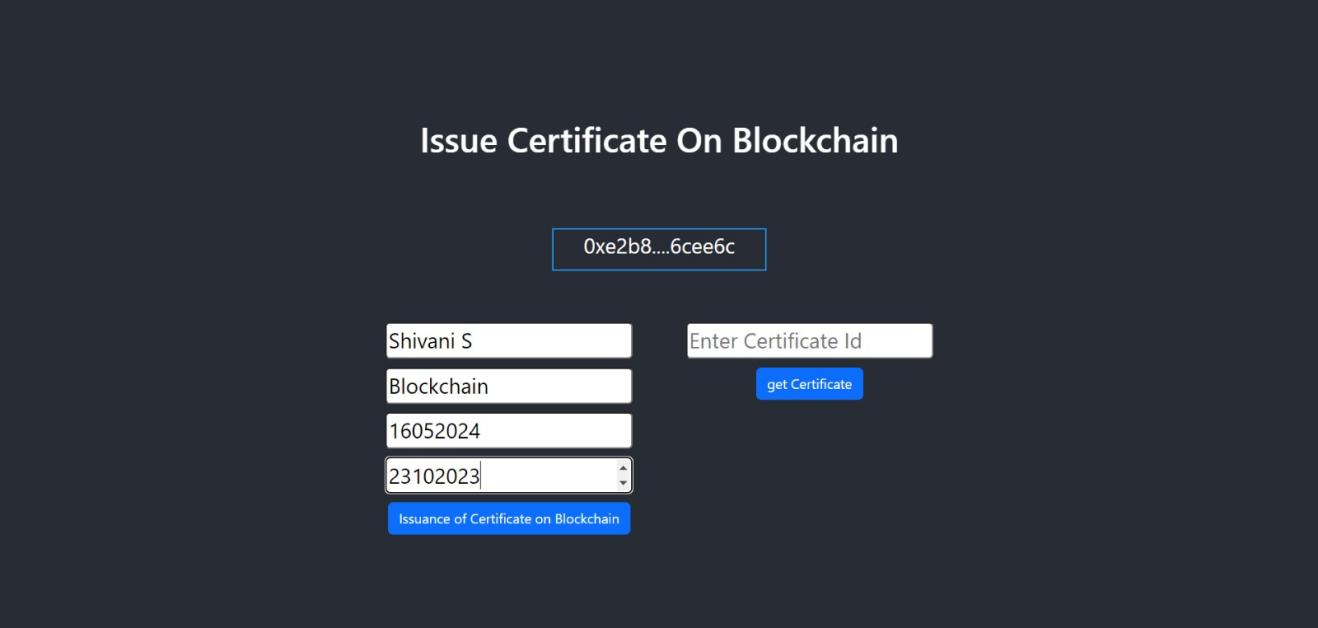 Issue Certificate On Blockchain
0xe2b8....6cee6c
Shivani S
Blockchain
16052024
23102023
Issuance of Certificate on Blockchain
Enter Certificate Id
get Certificate